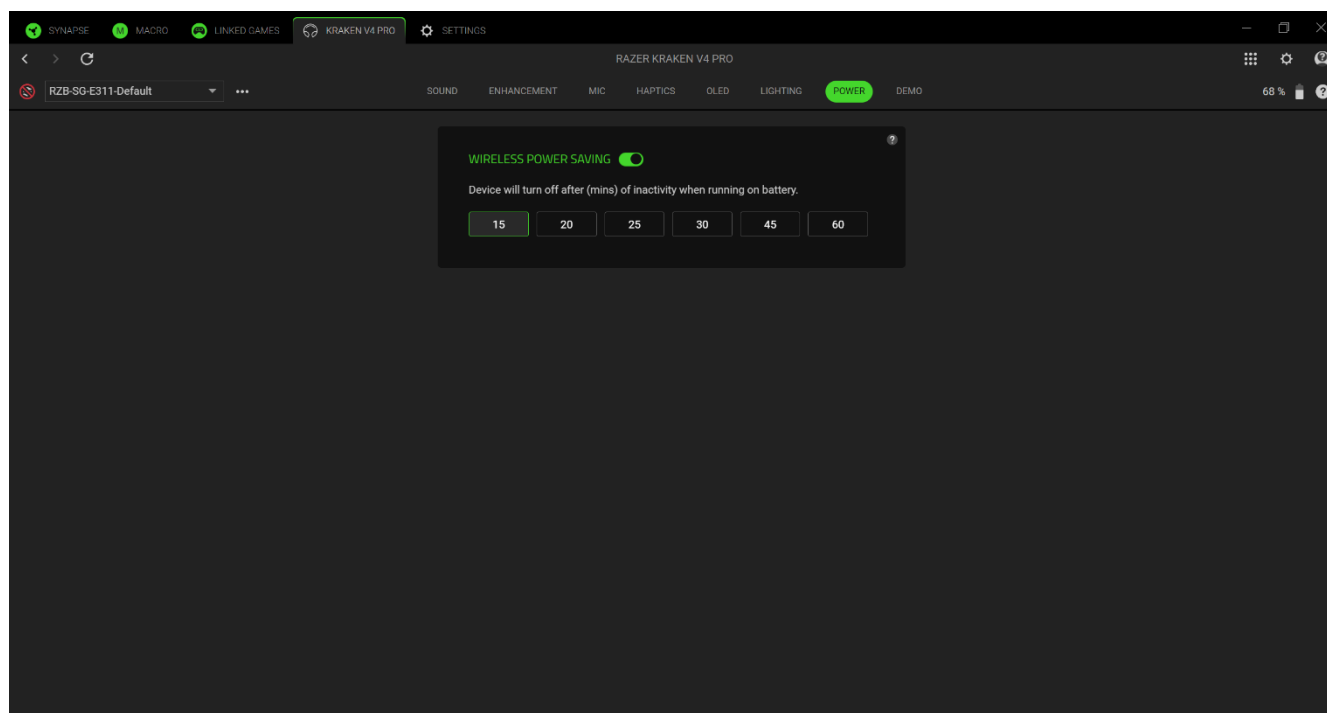 SYNAPSE M MACRO LINKED GAMES KRAKEN V4 PRO SETTINGS
RAZER KRAKEN V4 PRO
RZB-SG-E311-Default SOUND ENHANCEMENT MIC HAPTICS OLED LIGHTING POWER DEMO 68 % ?
?
WIRELESS POWER SAVING
Device will turn off after (mins) of inactivity when running on battery.
15 20 25 30 45 60